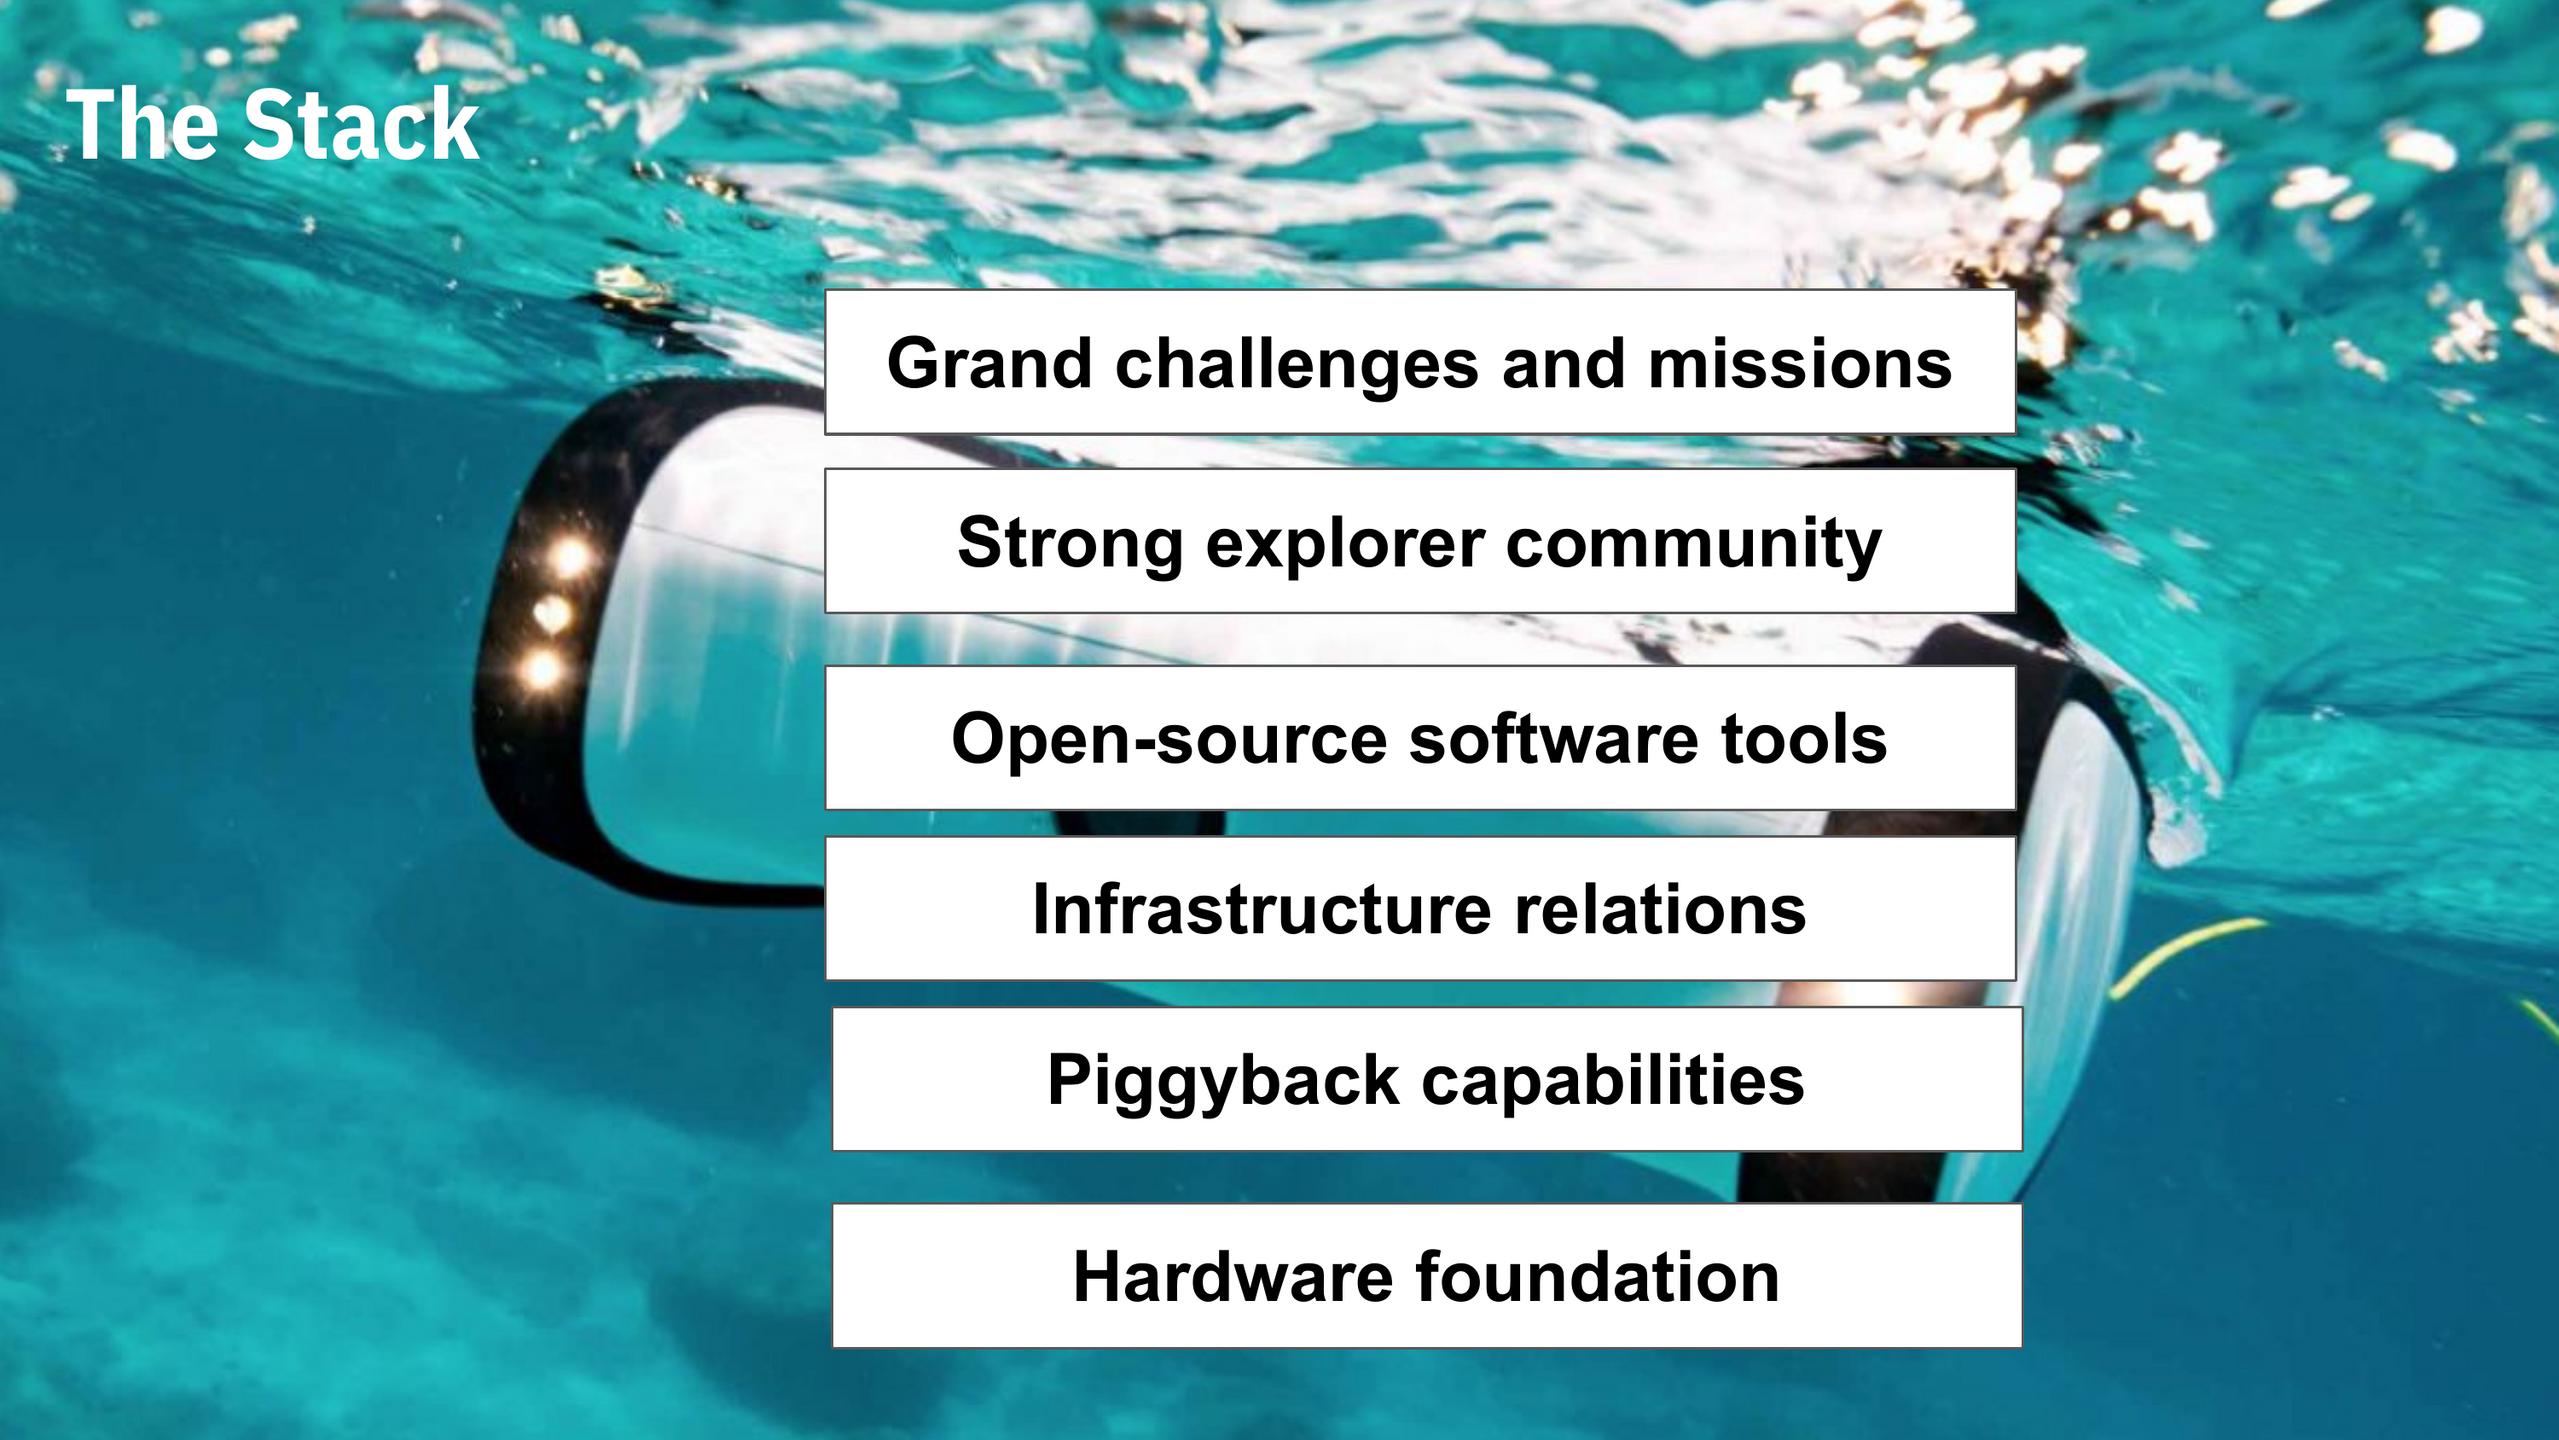 The Stack
Grand challenges and missions
Strong explorer community
Open-source software tools
Infrastructure relations
Piggyback capabilities
Hardware foundation